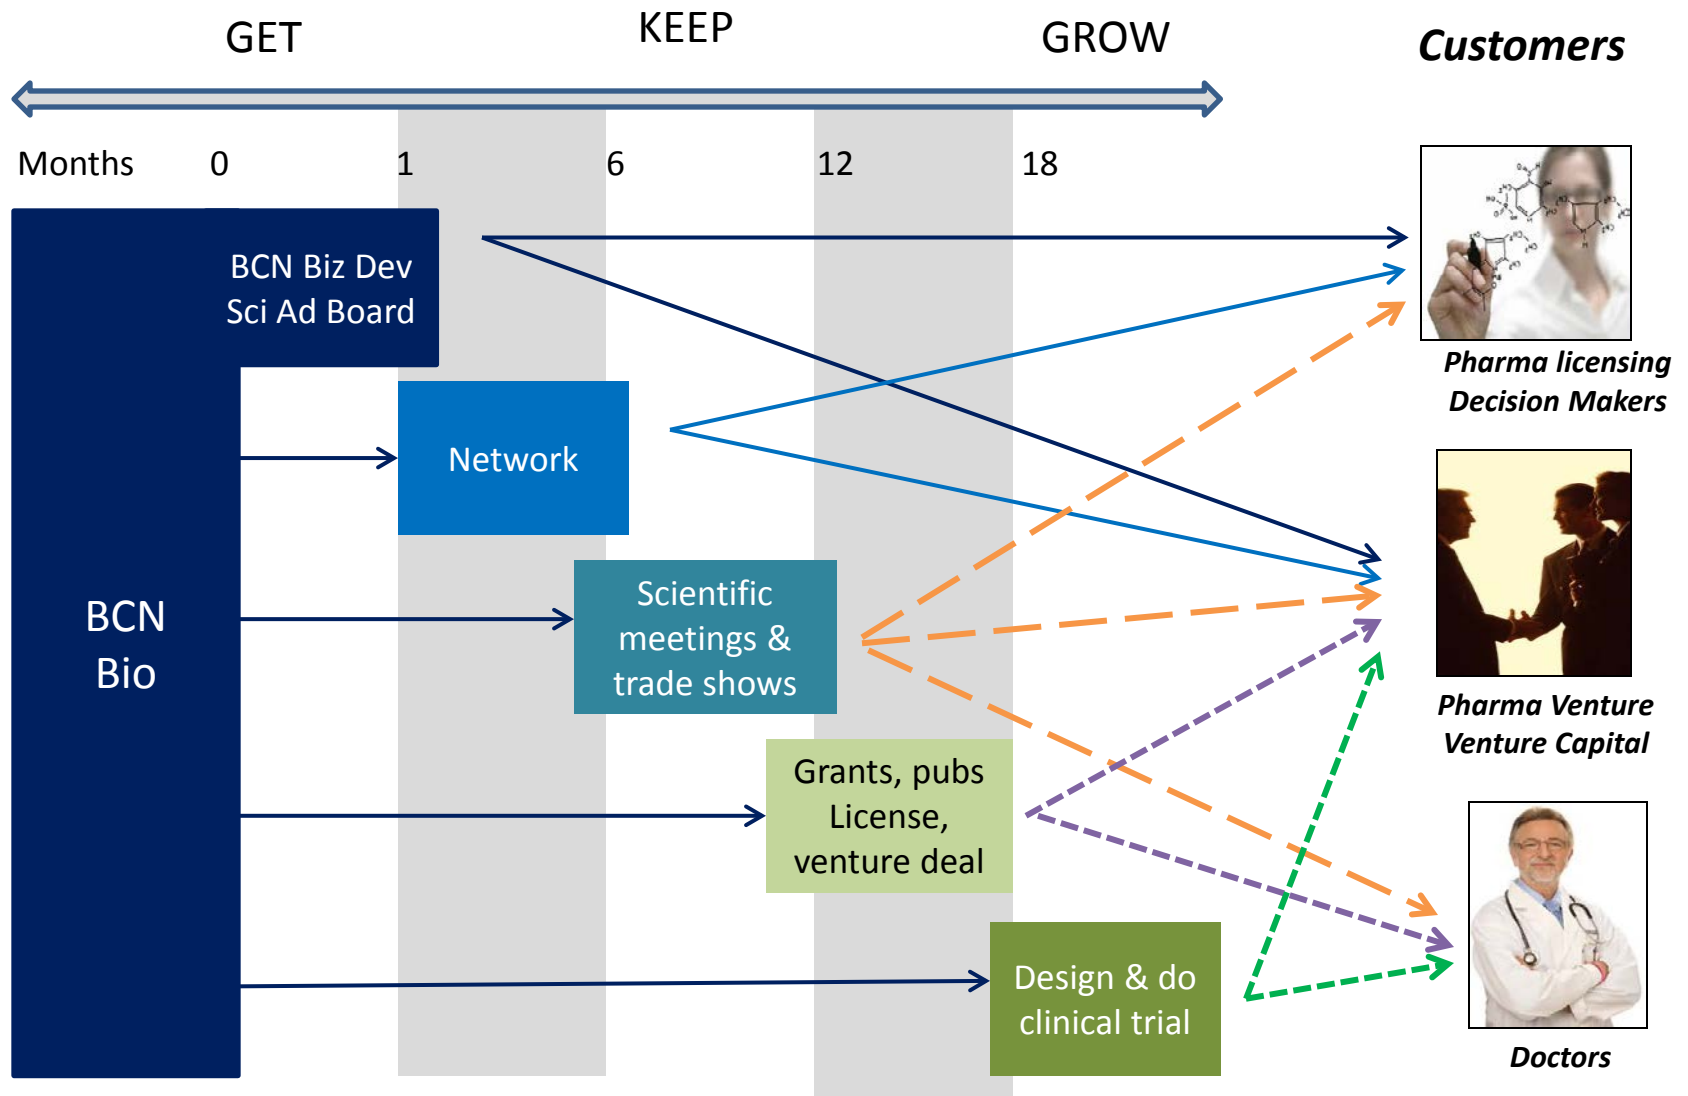 GET KEEP GROW Customers
Months 0 1 6 12 18
BCN Biz Dev
Sci Ad Board
Pharma licensing
Decision Makers
Network
BCN
Bio
Scientific
meetings &
trade shows
Pharma Venture
Venture Capital
Grants, pubs
License,
venture deal
Design & do
clinical trial
Doctors